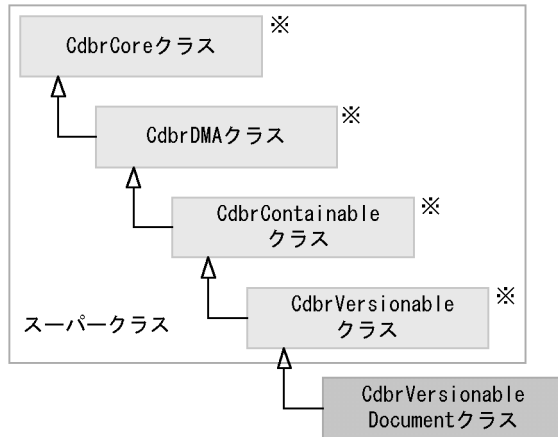 CdbrCoreクラス
※
CdbrDMAクラス
※
CdbrContainable
クラス
※
CdbrVersionable
クラス
※
スーパークラス
CdbrVersionable
Documentクラス